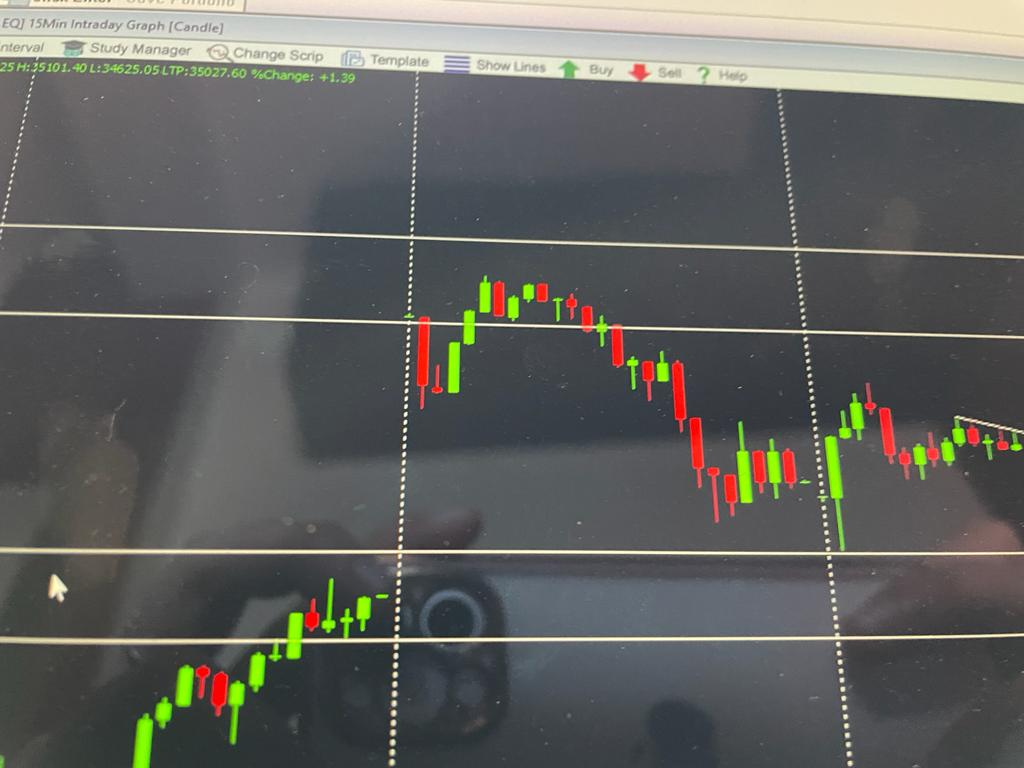 EQ] 15Min Intraday Graph [Candle]
nterval Study Manager Change Scrip Template Show Lines Buy Sell Help
25 H:35101.40 L:34625.05 LTP:35027.60 %Change: +1.39